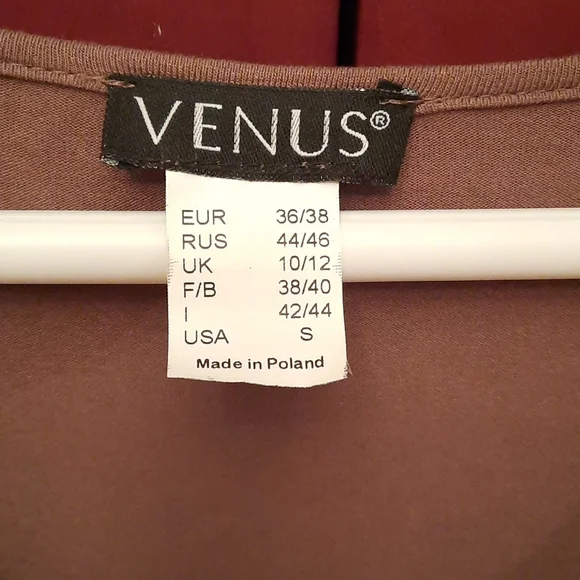 VENUS®
EUR 36/38
RUS 44/46
UK 10/12
F/B 38/40
I 42/44
USA S
Made in Poland